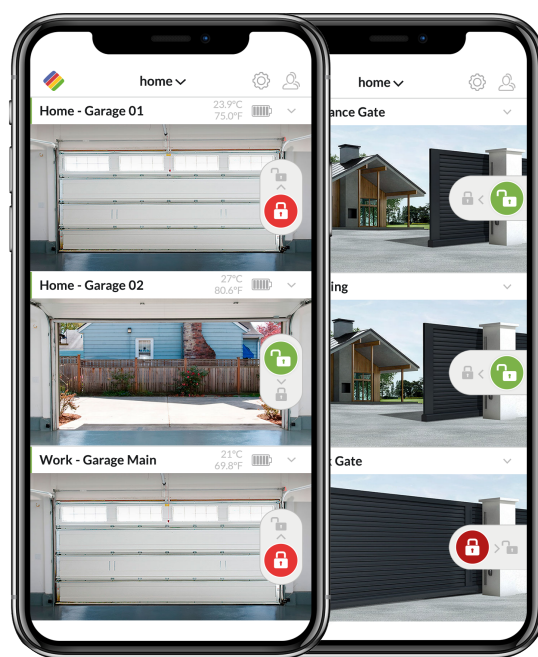 home
Home - Garage 01
23.9°C
75.0°F
Home - Garage 02
27°C
80.6°F
Work - Garage Main
21°C
69.8°F
home
ance Gate
ing
Gate